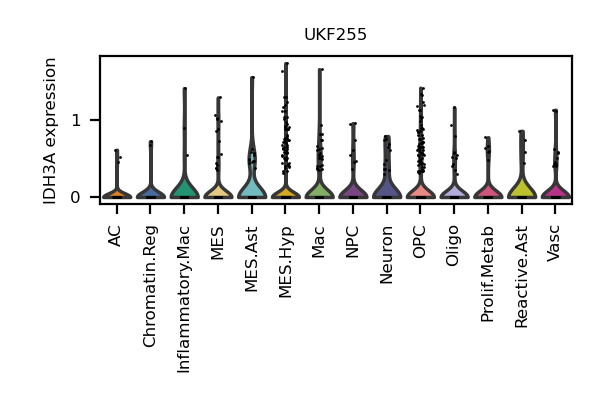 UKF255
IDH3A expression
1
0
AC
Chromatin.Reg
Inflammatory.Mac
MES
MES.Ast
MES.Hyp
Mac
NPC
Neuron
OPC
Oligo
Prolif.Metab
Reactive.Ast
Vasc